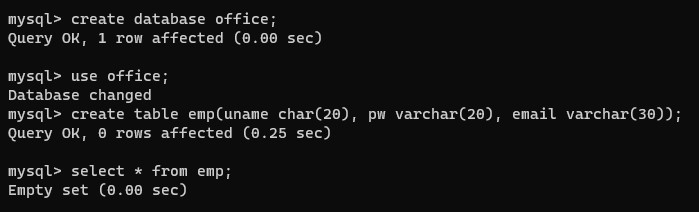 mysql> create database office;
Query OK, 1 row affected (0.00 sec)
mysql> use office;
Database changed
mysql> create table emp(uname char(20), pw varchar(20), email varchar(30));
Query OK, 0 rows affected (0.25 sec)
mysql> select * from emp;
Empty set (0.00 sec)